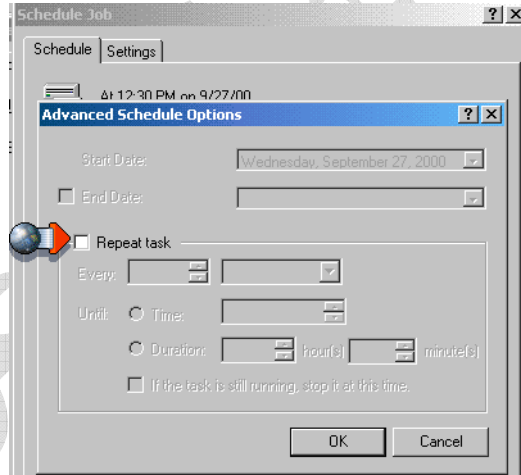 Schedule Job
Schedule Settings
At 12:30 PM on 9/27/00
Advanced Schedule Options
Start Date: Wednesday, September 27, 2000
End Date:
Repeat task
Every:
Until: Time:
Duration: hour(s) minute(s)
If the task is still running, stop it at this time.
OK Cancel